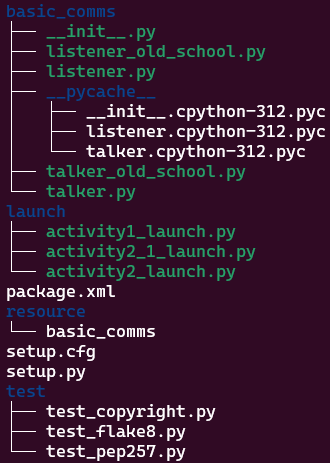 basic_comms
├── __init__.py
├── listener_old_school.py
├── listener.py
├── __pycache__
│   ├── __init__.cpython-312.pyc
│   ├── listener.cpython-312.pyc
│   └── talker.cpython-312.pyc
├── talker_old_school.py
└── talker.py
launch
├── activity1_launch.py
├── activity2_1_launch.py
└── activity2_launch.py
package.xml
resource
└── basic_comms
setup.cfg
setup.py
test
├── test_copyright.py
├── test_flake8.py
└── test_pep257.py